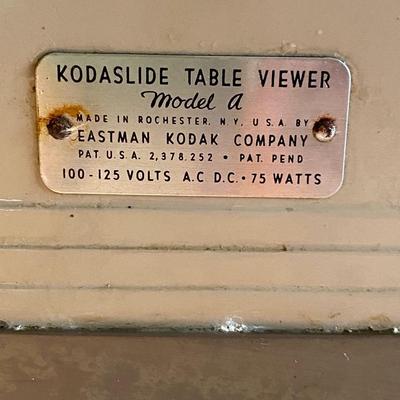 KODASLIDE TABLE VIEWER
Model A
MADE IN ROCHESTER, N.Y., U.S.A. BY
EASTMAN KODAK COMPANY
PAT. U.S.A. 2,378,252 • PAT. PEND
100-125 VOLTS A.C D.C. • 75 WATTS